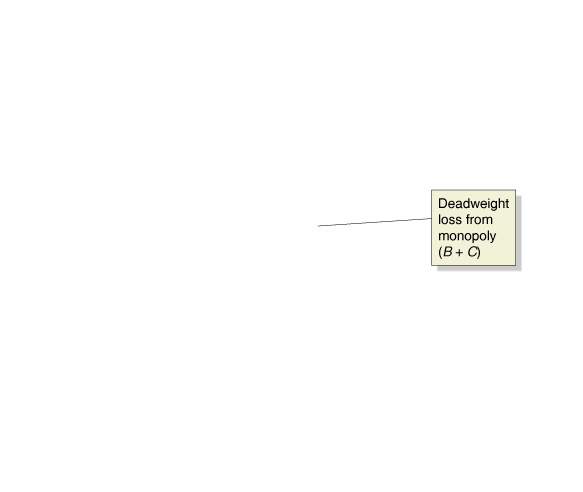 Deadweight
loss from
monopoly
(B + C)